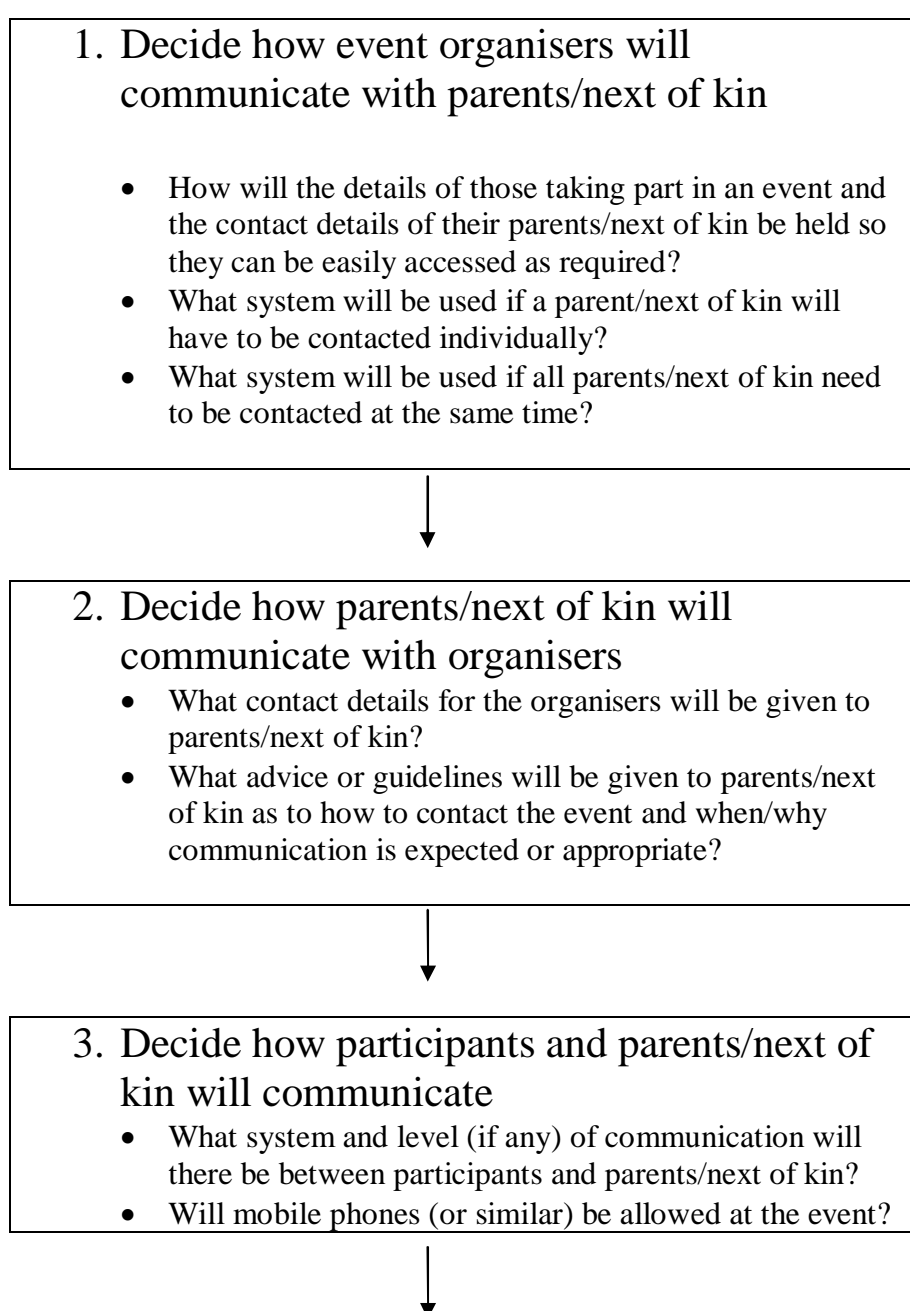 1. Decide how event organisers will
communicate with parents/next of kin
• How will the details of those taking part in an event and
the contact details of their parents/next of kin be held so
they can be easily accessed as required?
• What system will be used if a parent/next of kin will
have to be contacted individually?
• What system will be used if all parents/next of kin need
to be contacted at the same time?
2. Decide how parents/next of kin will
communicate with organisers
• What contact details for the organisers will be given to
parents/next of kin?
• What advice or guidelines will be given to parents/next
of kin as to how to contact the event and when/why
communication is expected or appropriate?
3. Decide how participants and parents/next of
kin will communicate
• What system and level (if any) of communication will
there be between participants and parents/next of kin?
• Will mobile phones (or similar) be allowed at the event?